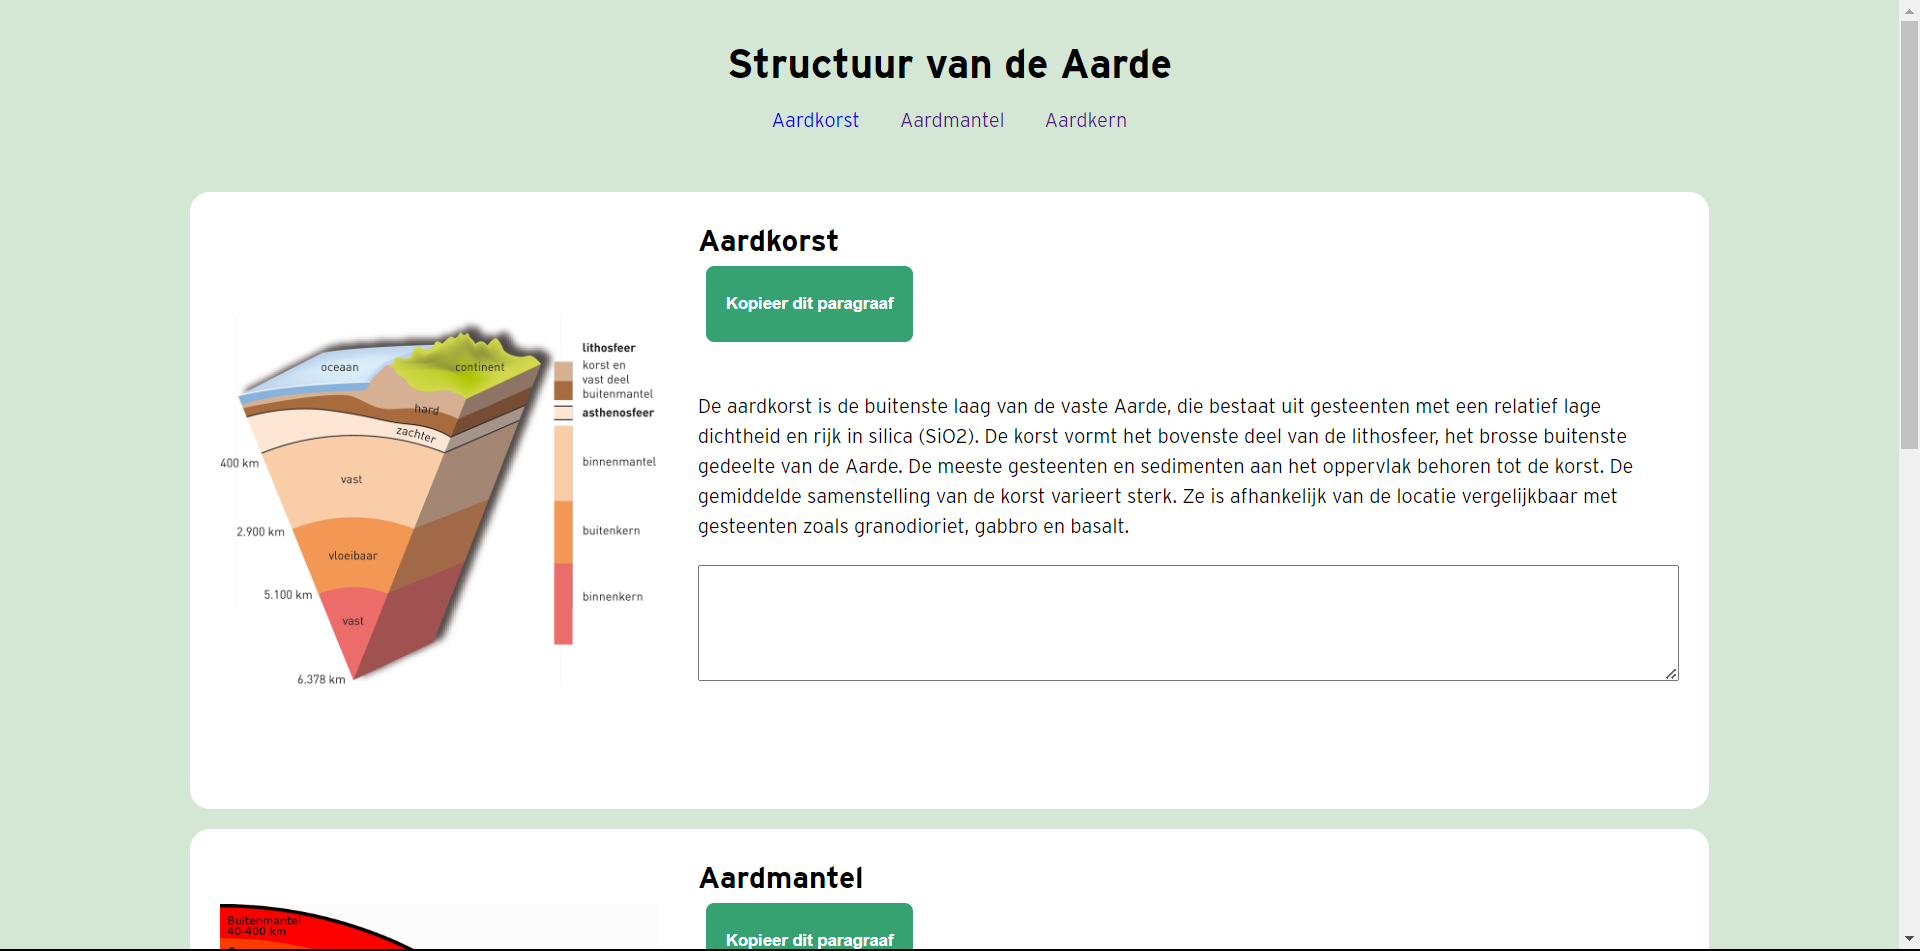 Structuur van de Aarde
Aardkorst Aardmantel Aardkern
Aardkorst
Kopieer dit paragraaf
oceaan
continent
hard
zachter
400 km
vast
2.900 km
vloeibaar
5.100 km
vast
6.378 km
lithosfeer
korst en
vast deel
buitenmantel
asthenosfeer
binnenmantel
buitenkern
binnenkern
De aardkorst is de buitenste laag van de vaste Aarde, die bestaat uit gesteenten met een relatief lage
dichtheid en rijk in silica (SiO2). De korst vormt het bovenste deel van de lithosfeer, het brosse buitenste
gedeelte van de Aarde. De meeste gesteenten en sedimenten aan het oppervlak behoren tot de korst. De
gemiddelde samenstelling van de korst varieert sterk. Ze is afhankelijk van de locatie vergelijkbaar met
gesteenten zoals granodioriet, gabbro en basalt.
Aardmantel
Kopieer dit paragraaf
Buitenmantel
40-400 km